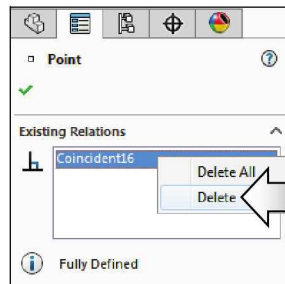 Point
Existing Relations
Coincident16
Delete All
Delete
Fully Defined